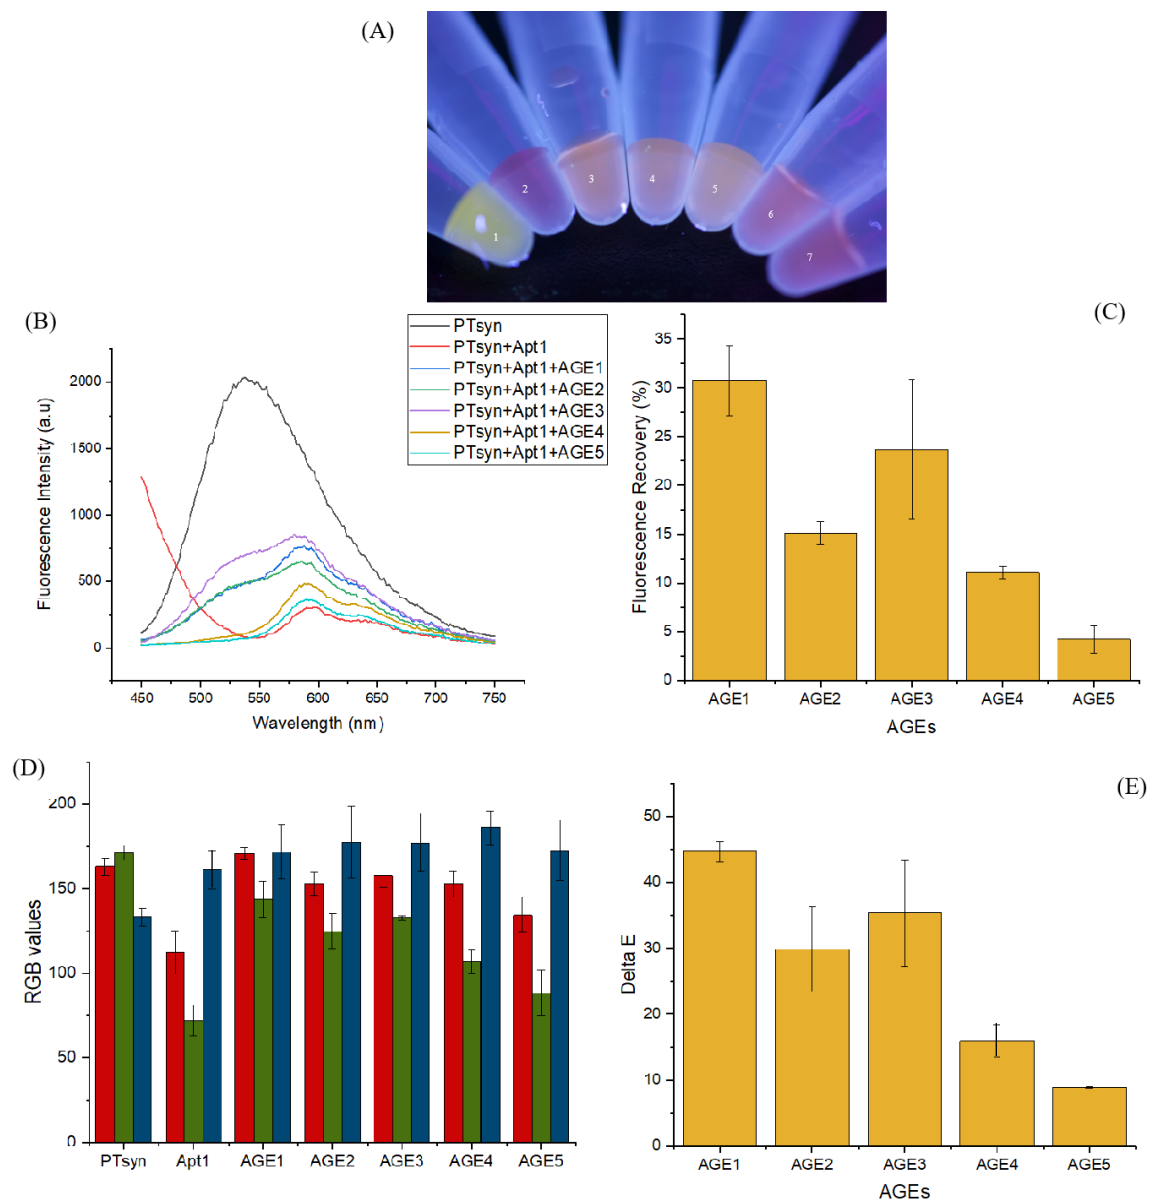 (A)
1
2
3
4
5
6
7
(B)
PTsyn
PTsyn+Apt1
PTsyn+Apt1+AGE1
PTsyn+Apt1+AGE2
PTsyn+Apt1+AGE3
PTsyn+Apt1+AGE4
PTsyn+Apt1+AGE5
Fluorescence Intensity (a.u)
2000
1500
1000
500
0
450 500 550 600 650 700 750
Wavelength (nm)
(C)
Fluorescence Recovery (%)
35
30
25
20
15
10
5
0
AGE1 AGE2 AGE3 AGE4 AGE5
AGEs
(D)
RGB values
200
150
100
50
0
PTsyn Apt1 AGE1 AGE2 AGE3 AGE4 AGE5
(E)
Delta E
50
40
30
20
10
0
AGE1 AGE2 AGE3 AGE4 AGE5
AGEs